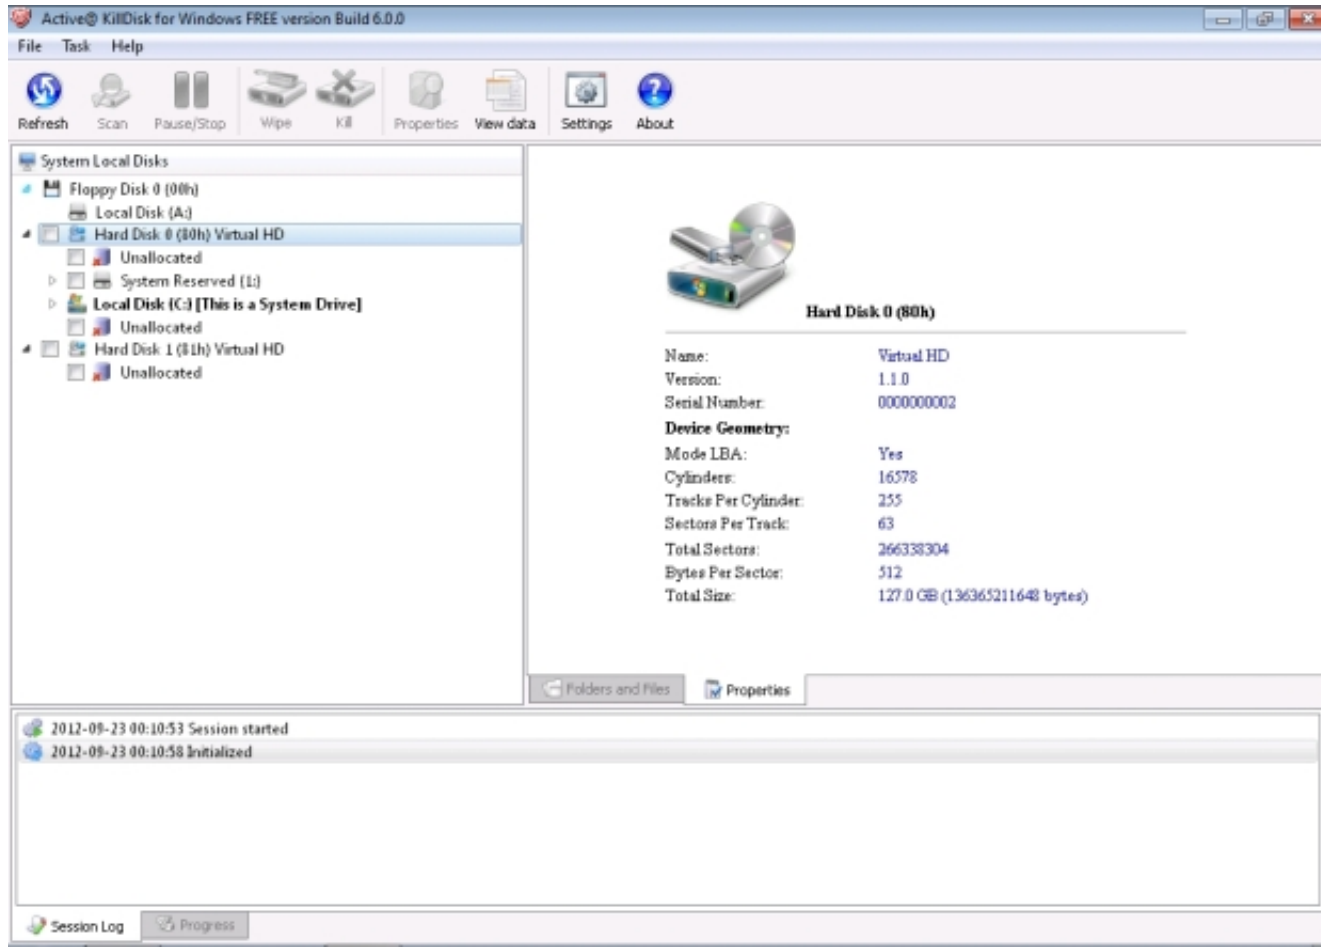 Active@ KillDisk for Windows FREE version Build 6.0.0
File Task Help
Refresh Scan Pause/Stop Wipe Kill Properties View data Settings About
System Local Disks
Floppy Disk 0 (00h)
Local Disk (A:)
Hard Disk 0 (80h) Virtual HD
Unallocated
System Reserved (1:)
Local Disk (C:) [This is a System Drive]
Unallocated
Hard Disk 1 (81h) Virtual HD
Unallocated
Hard Disk 0 (80h)
Name: Virtual HD
Version: 1.1.0
Serial Number: 0000000002
Device Geometry:
Mode LBA: Yes
Cylinders: 16578
Tracks Per Cylinder: 255
Sectors Per Track: 63
Total Sectors: 266338304
Bytes Per Sector: 512
Total Size: 127.0 GB (136365211648 bytes)
Folders and Files Properties
2012-09-23 00:10:53 Session started
2012-09-23 00:10:58 Initialized
Session Log Progress